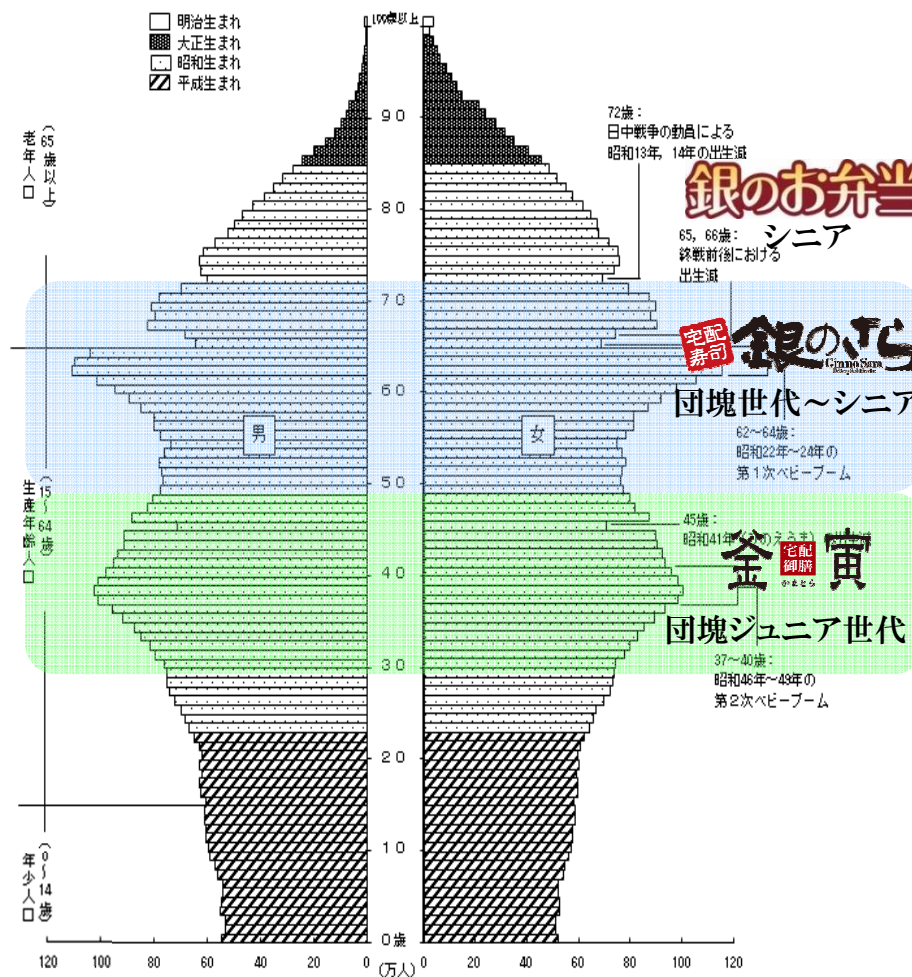 明治生まれ
大正生まれ
昭和生まれ
平成生まれ
100歳以上
90
80
70
60
50
40
30
20
10
0歳
老年人口
(65歳以上)
生産年齢人口
(15~64歳)
年少人口
(0~14歳)
男
女
72歳:
日中戦争の動員による
昭和13年,14年の出生減
銀のお弁当
シニア
65,66歳:
終戦前後における
出生減
宅配
寿司
銀のさら
Ginno Sara
団塊世代~シニア
62~64歳:
昭和22年~24年の
第1次ベビーブーム
45歳:
昭和41年
釜寅
宅配
御膳
かまとら
団塊ジュニア世代
37~40歳:
昭和46年~49年の
第2次ベビーブーム
120 100 80 60 40 20 0
(万人)
0 20 40 60 80 100 120